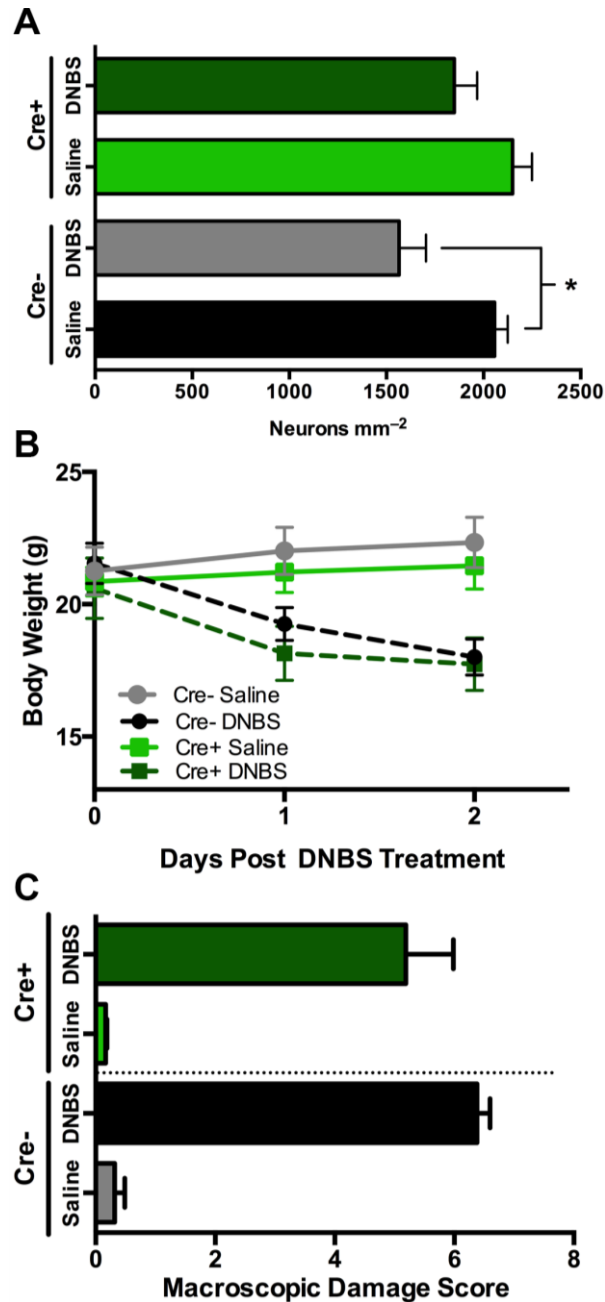 A
Cre+
DNBS
Saline
Cre-
DNBS
Saline
*
0 500 1000 1500 2000 2500
Neurons mm⁻²
B
Body Weight (g)
25
20
15
Cre- Saline
Cre- DNBS
Cre+ Saline
Cre+ DNBS
0 1 2
Days Post DNBS Treatment
C
Cre+
DNBS
Saline
Cre-
DNBS
Saline
0 2 4 6 8
Macroscopic Damage Score